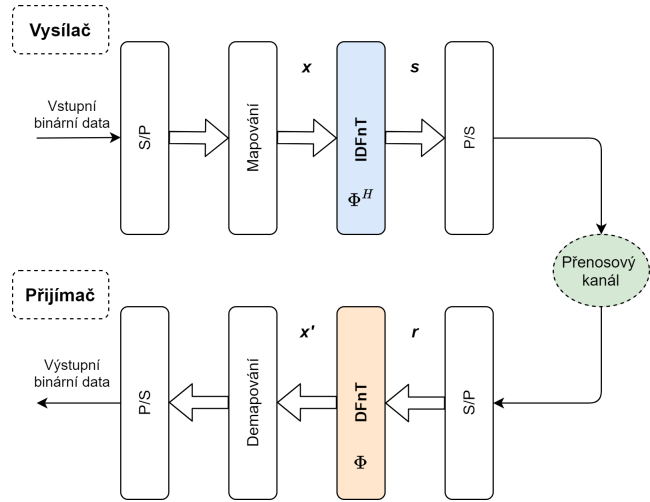 Vysílač
Vstupní
binární data
S/P
Mapování
x
IDFnT
Φ^H
s
P/S
Přenosový
kanál
Přijímač
Výstupní
binární data
P/S
Demapování
x'
DFnT
Φ
r
S/P